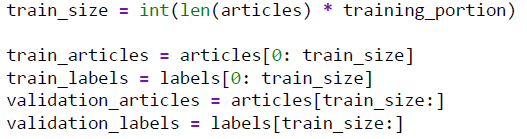 train_size = int(len(articles) * training_portion)
train_articles = articles[0: train_size]
train_labels = labels[0: train_size]
validation_articles = articles[train_size:]
validation_labels = labels[train_size:]